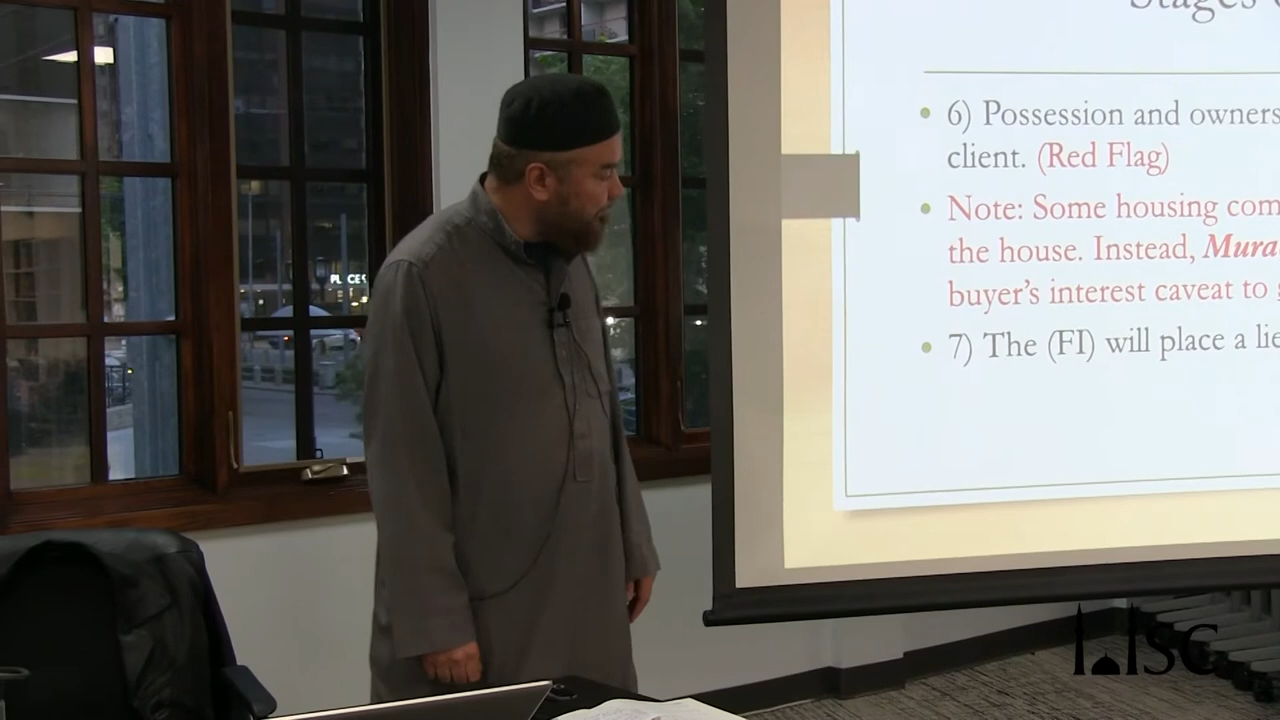 Stages
6) Possession and owners
client. (Red Flag)
Note: Some housing com
the house. Instead, Mura
buyer's interest caveat to
7) The (FI) will place a lie
PLACE
ISC